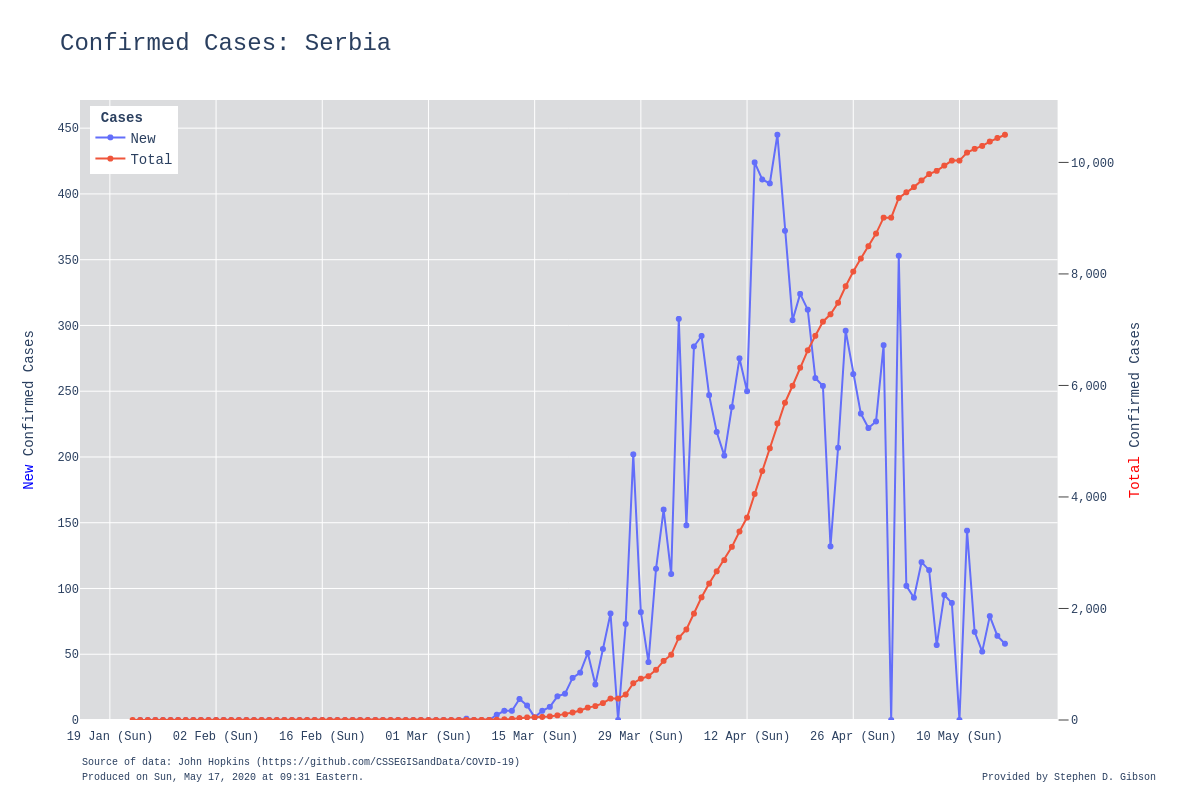 Confirmed Cases: Serbia
Cases
New
Total
450
400
350
300
250
200
150
100
50
0
New Confirmed Cases
10,000
8,000
6,000
4,000
2,000
0
Total Confirmed Cases
19 Jan (Sun) 02 Feb (Sun) 16 Feb (Sun) 01 Mar (Sun) 15 Mar (Sun) 29 Mar (Sun) 12 Apr (Sun) 26 Apr (Sun) 10 May (Sun)
Source of data: John Hopkins (https://github.com/CSSEGISandData/COVID-19)
Produced on Sun, May 17, 2020 at 09:31 Eastern.
Provided by Stephen D. Gibson